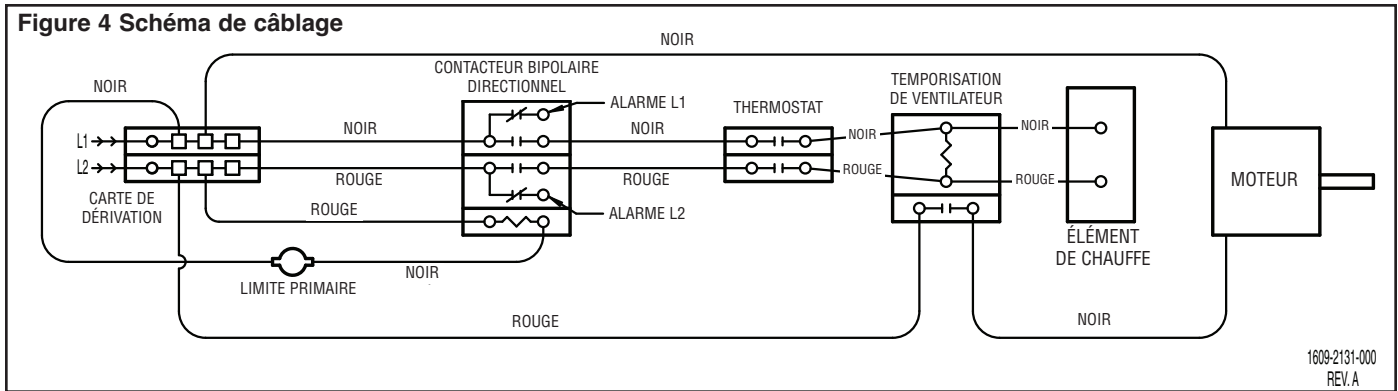 Figure 4 Schéma de câblage
NOIR
NOIR
CONTACTEUR BIPOLAIRE
DIRECTIONNEL
ALARME L1
THERMOSTAT
TEMPORISATION
DE VENTILATEUR
L1
NOIR
NOIR
NOIR
NOIR
L2
ROUGE
ROUGE
ROUGE
ROUGE
MOTEUR
CARTE DE
DÉRIVATION
ROUGE
ALARME L2
ÉLÉMENT
DE CHAUFFE
NOIR
LIMITE PRIMAIRE
ROUGE
NOIR
1609-2131-000
REV. A